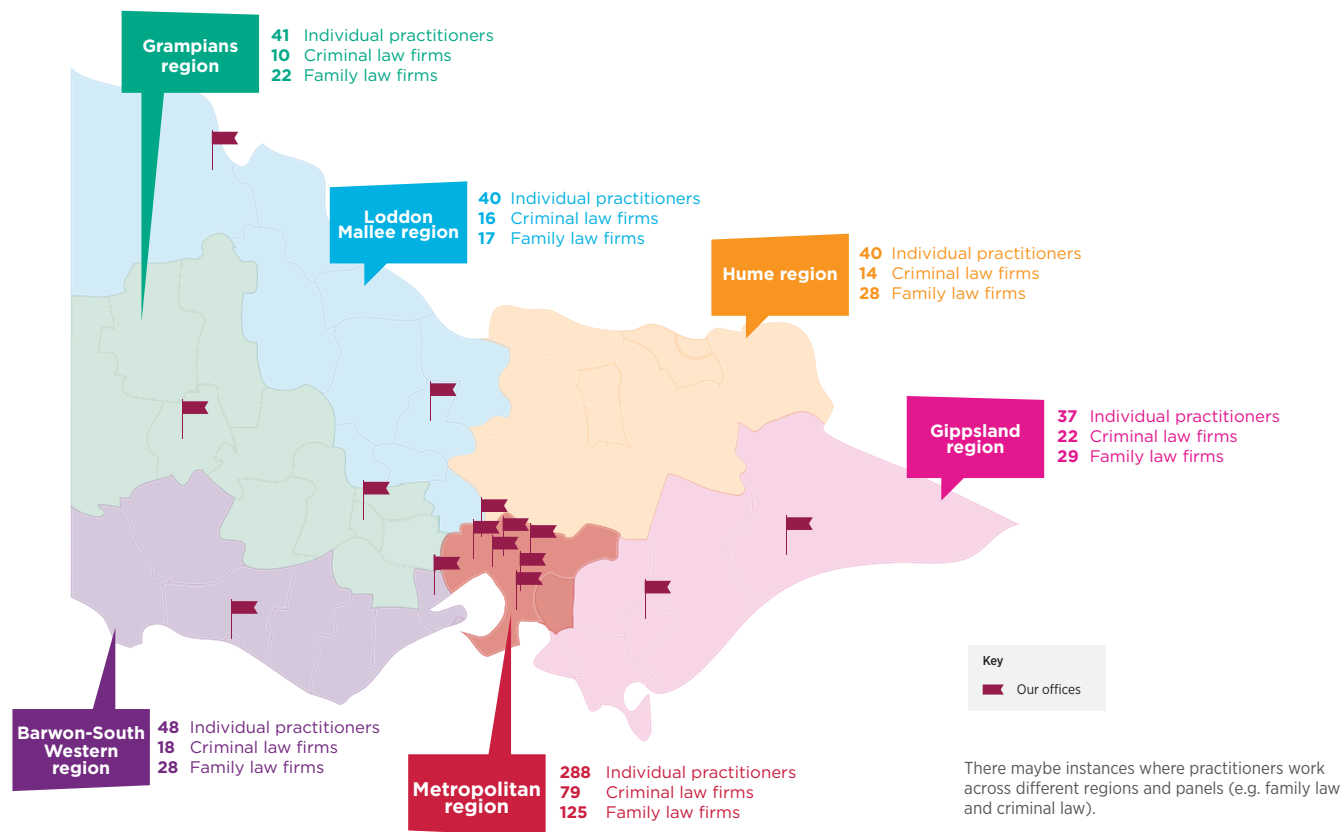 Grampians
region
41 Individual practitioners
10 Criminal law firms
22 Family law firms
Loddon
Mallee region
40 Individual practitioners
16 Criminal law firms
17 Family law firms
Hume region
40 Individual practitioners
14 Criminal law firms
28 Family law firms
Gippsland
region
37 Individual practitioners
22 Criminal law firms
29 Family law firms
Key
Our offices
Barwon-South
Western
region
48 Individual practitioners
18 Criminal law firms
28 Family law firms
Metropolitan
region
288 Individual practitioners
79 Criminal law firms
125 Family law firms
There maybe instances where practitioners work
across different regions and panels (e.g. family law
and criminal law).